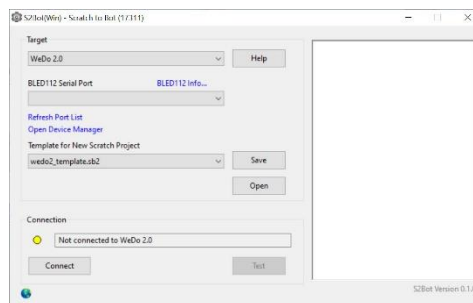 S2Bot(Win) - Scratch to Bot (17311)
Target
WeDo 2.0
Help
BLED112 Serial Port
BLED112 Info...
Refresh Port List
Open Device Manager
Template for New Scratch Project
wedo2_template.sb2
Save
Open
Connection
Not connected to WeDo 2.0
Connect
Test
S2Bot Version 0.1.